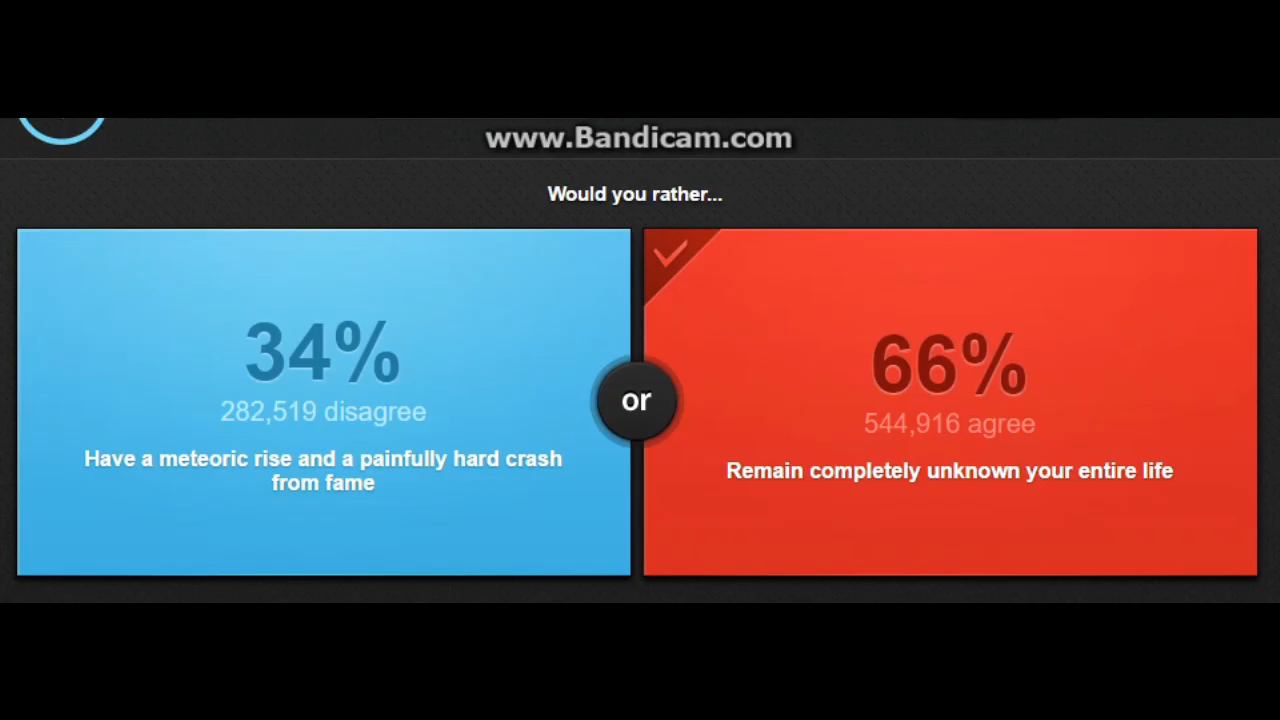 www.Bandicam.com
Would you rather...
34%
282,519 disagree
Have a meteoric rise and a painfully hard crash
from fame
or
66%
544,916 agree
Remain completely unknown your entire life